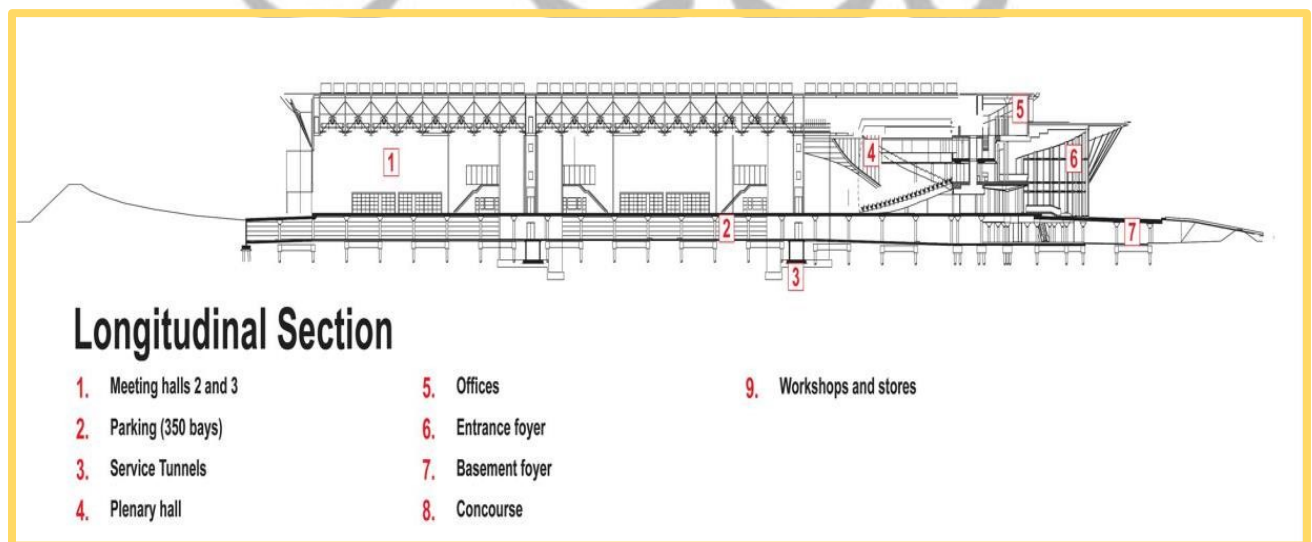 1
2
3
4
5
6
7
Longitudinal Section
1. Meeting halls 2 and 3
2. Parking (350 bays)
3. Service Tunnels
4. Plenary hall
5. Offices
6. Entrance foyer
7. Basement foyer
8. Concourse
9. Workshops and stores